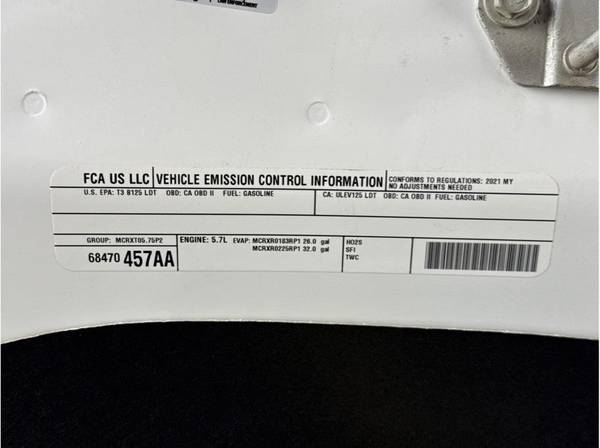 FCA US LLC VEHICLE EMISSION CONTROL INFORMATION CONFORMS TO REGULATIONS: 2021 MY
NO ADJUSTMENTS NEEDED
U.S. EPA: T3 B125 LDT OBD: CA OBD II FUEL: GASOLINE CA: ULEV125 LDT OBD: CA OBD II FUEL: GASOLINE
GROUP: MCRXT05.75P2 ENGINE: 5.7L EVAP: MCRXR0183RP1 26.0 gal HO2S
MCRXR0225RP1 32.0 gal SFI
68470 457AA TWC